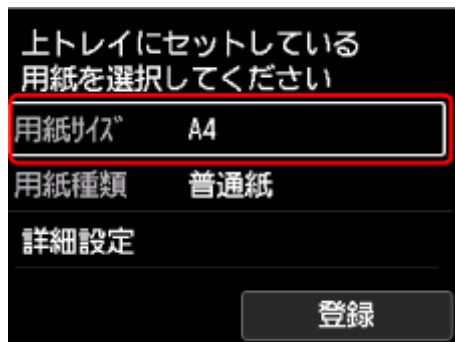 上トレイにセットしている
用紙を選択してください
用紙ｻｲｽﾞ A4
用紙種類 普通紙
詳細設定
登録